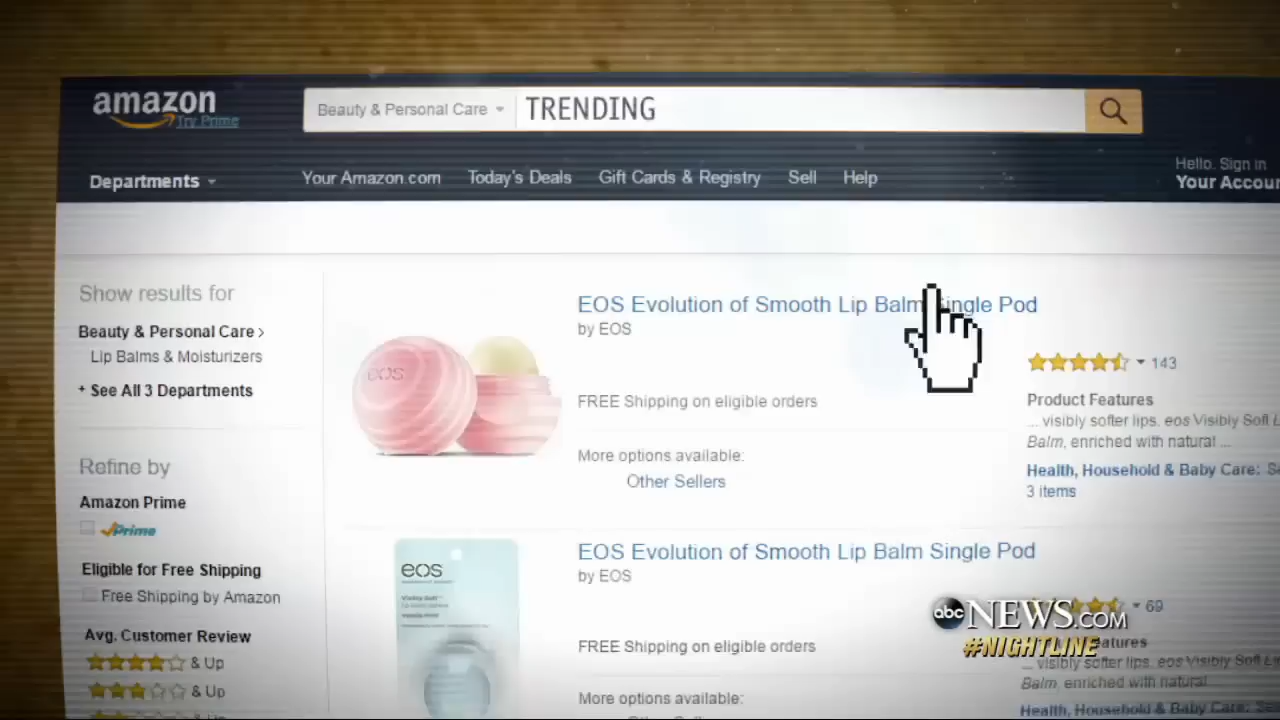 amazon
Try Prime
Beauty & Personal Care
TRENDING
Departments
Your Amazon.com
Today's Deals
Gift Cards & Registry
Sell
Help
Hello. Sign in
Your Accoun
Show results for
Beauty & Personal Care
Lip Balms & Moisturizers
+ See All 3 Departments
Refine by
Amazon Prime
Prime
Eligible for Free Shipping
Free Shipping by Amazon
Avg. Customer Review
& Up
& Up
eos
EOS Evolution of Smooth Lip Balm Single Pod
by EOS
FREE Shipping on eligible orders
More options available:
Other Sellers
143
Product Features
... visibly softer lips. eos Visibly Soft L
Balm, enriched with natural ...
Health, Household & Baby Care: Se
3 items
eos
EOS Evolution of Smooth Lip Balm Single Pod
by EOS
FREE Shipping on eligible orders
More options available:
69
... visibly softer lips. eos Visibly Soft L
Balm, enriched with natural
Health, Household & Baby Care: Se
abc NEWS.COM
#NIGHTLINE